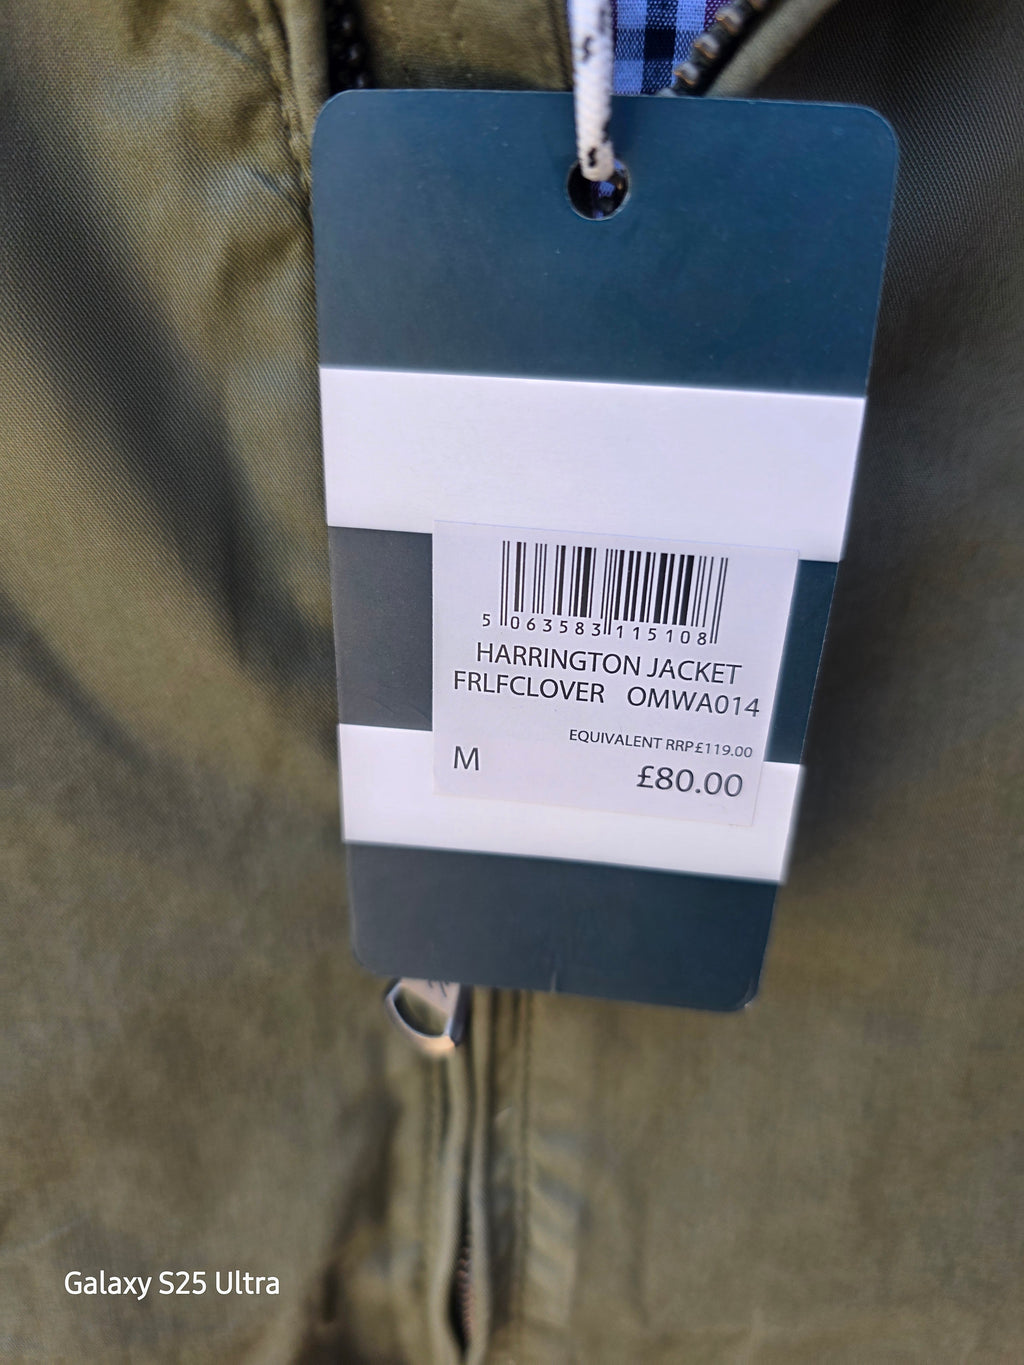 5 063583 115108
HARRINGTON JACKET
FRLFCLOVER OMWA014
EQUIVALENT RRP£119.00
M £80.00
Galaxy S25 Ultra